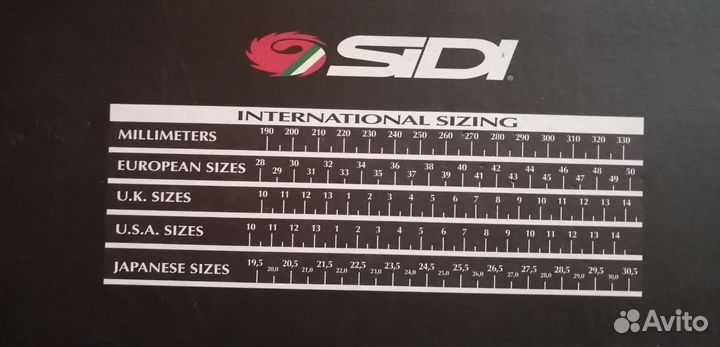 SiDI®
INTERNATIONAL SIZING
MILLIMETERS 190 200 210 220 230 240 250 260 270 280 290 300 310 320 330
EUROPEAN SIZES 28 29 30 31 32 33 34 35 36 37 38 39 40 41 42 43 44 45 46 47 48 49 50
U.K. SIZES 10 11 12 13 1 2 3 4 5 6 7 8 9 10 11 12 13 14
U.S.A. SIZES 10 11 12 13 1 2 3 4 5 6 7 8 9 10 11 12 13 14
JAPANESE SIZES 19,5 20,0 20,5 21,0 21,5 22,0 22,5 23,0 23,5 24,0 24,5 25,0 25,5 26,0 26,5 27,0 27,5 28,0 28,5 29,0 29,5 30,0 30,5
Avito